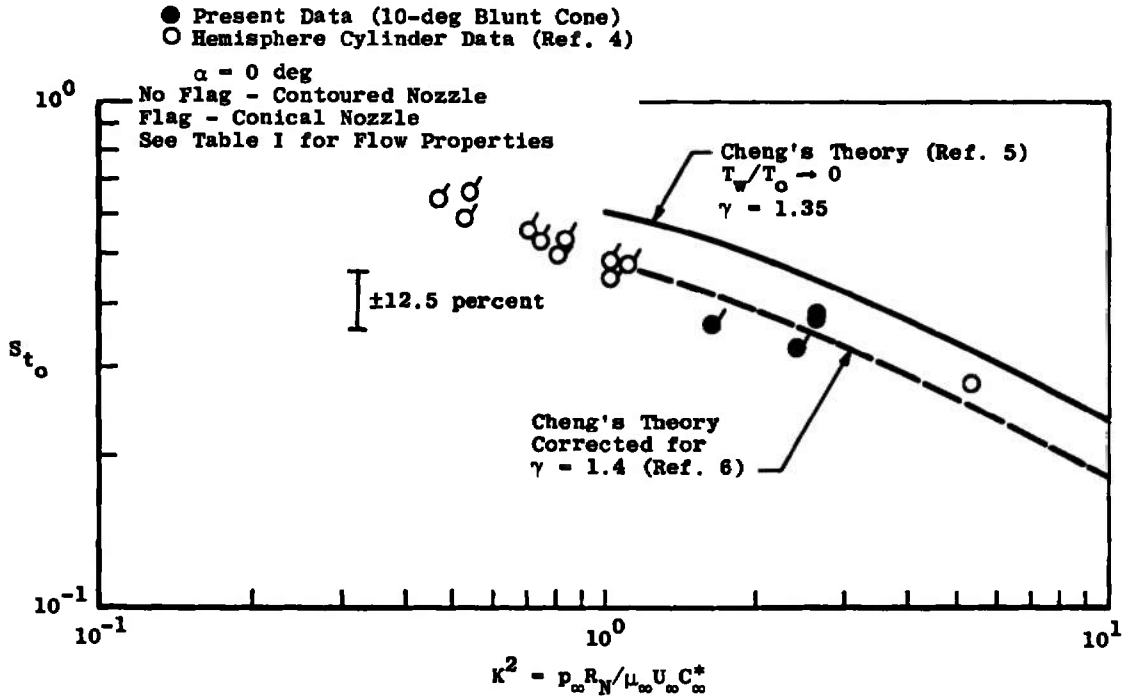 ● Present Data (10-deg Blunt Cone)
○ Hemisphere Cylinder Data (Ref. 4)
α = 0 deg
No Flag - Contoured Nozzle
Flag - Conical Nozzle
See Table I for Flow Properties
10⁰
Cheng's Theory (Ref. 5)
T_w/T_o → 0
γ = 1.35
±12.5 percent
S_t_o
Cheng's Theory
Corrected for
γ = 1.4 (Ref. 6)
10⁻¹
10⁻¹ 10⁰ 10¹
K² = p_∞R_N/μ_∞U_∞C*_∞